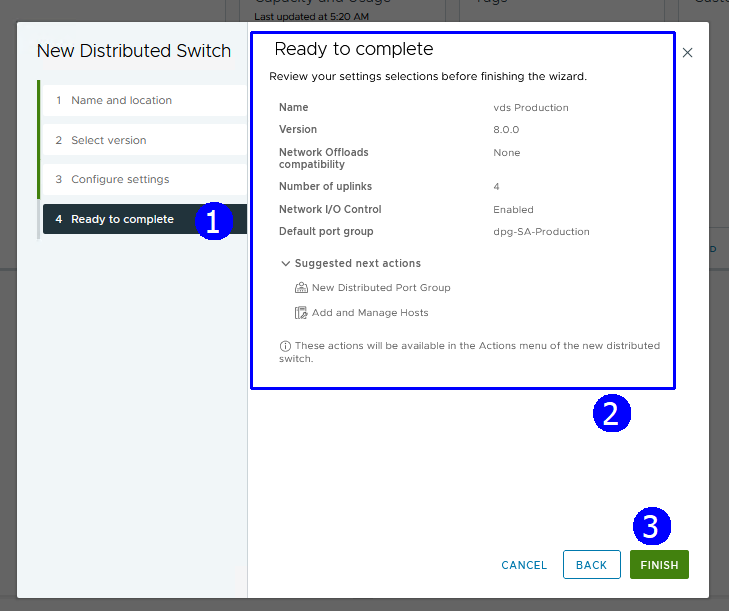 Capacity and Usage
Last updated at 5:20 AM
Tags
New Distributed Switch
1 Name and location
2 Select version
3 Configure settings
4 Ready to complete
1
Ready to complete
Review your settings selections before finishing the wizard.
Name vds Production
Version 8.0.0
Network Offloads
compatibility None
Number of uplinks 4
Network I/O Control Enabled
Default port group dpg-SA-Production
Suggested next actions
New Distributed Port Group
Add and Manage Hosts
These actions will be available in the Actions menu of the new distributed
switch.
2
3
CANCEL BACK FINISH